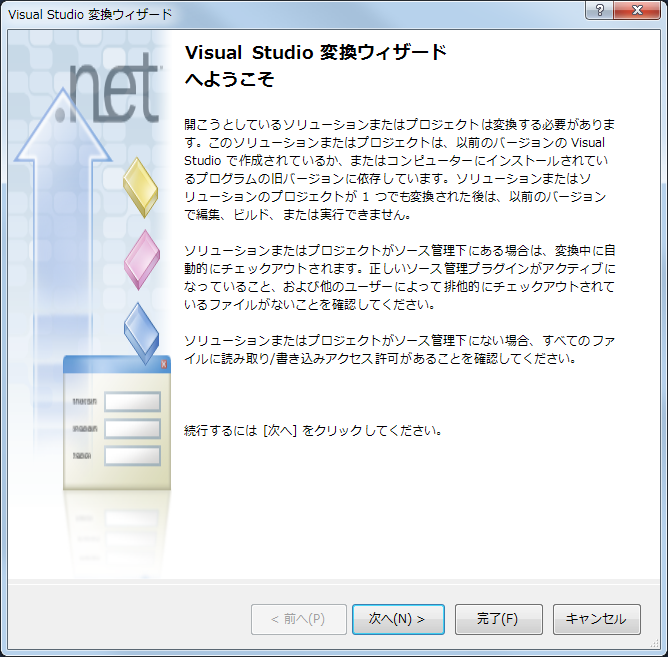 Visual Studio 変換ウィザード
.net
Visual Studio 変換ウィザード
へようこそ
開こうとしているソリューションまたはプロジェクトは変換する必要がありま
す。このソリューションまたはプロジェクトは、以前のバージョンの Visual
Studio で作成されているか、またはコンピューターにインストールされてい
るプログラムの旧バージョンに依存しています。ソリューションまたはソ
リューションのプロジェクトが 1 つでも変換された後は、以前のバージョン
で編集、ビルド、または実行できません。
ソリューションまたはプロジェクトがソース管理下にある場合は、変換中に自
動的にチェックアウトされます。正しいソース管理プラグインがアクティブに
なっていること、および他のユーザーによって排他的にチェックアウトされて
いるファイルがないことを確認してください。
ソリューションまたはプロジェクトがソース管理下にない場合、すべてのファ
イルに読み取り/書き込みアクセス許可があることを確認してください。
続行するには [次へ] をクリックしてください。
< 前へ(P)
次へ(N) >
完了(F)
キャンセル